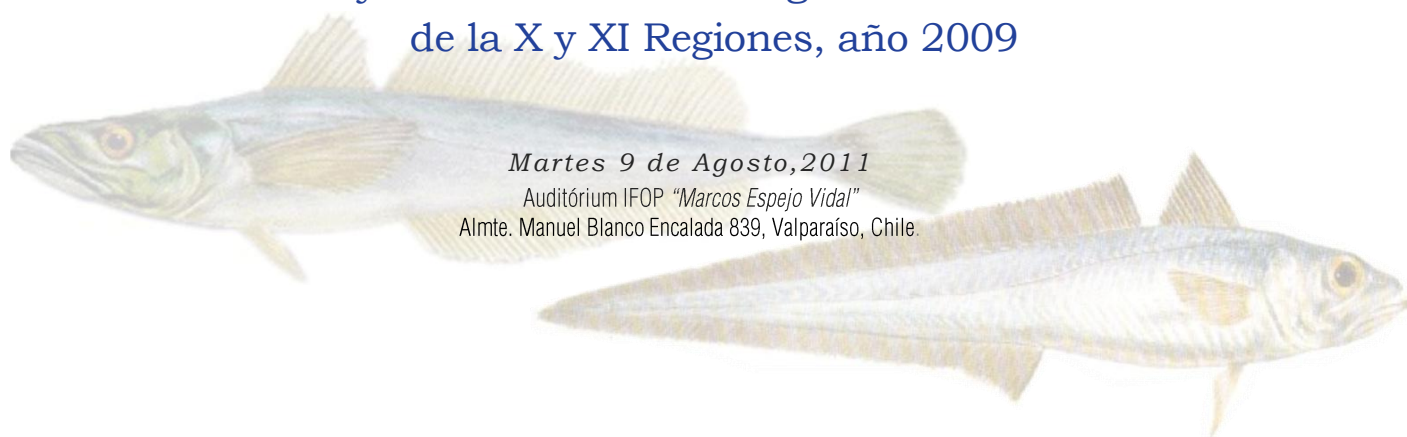 de la X y XI Regiones, año 2009
Martes 9 de Agosto,2011
Auditórium IFOP “Marcos Espejo Vidal”
Almte. Manuel Blanco Encalada 839, Valparaíso, Chile.